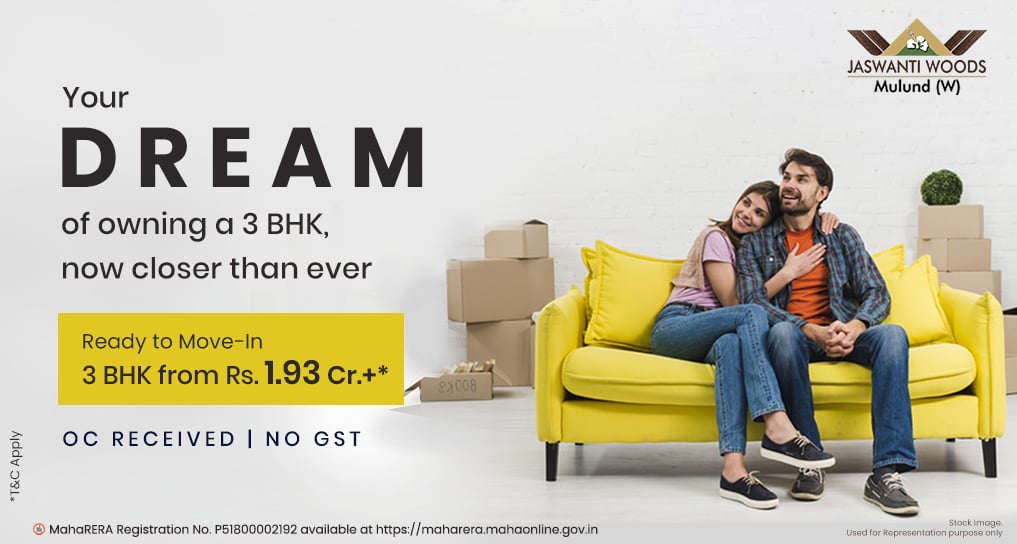 JASWANTI WOODS
Mulund (W)
Your
DREAM
of owning a 3 BHK,
now closer than ever
Ready to Move-In
3 BHK from Rs. 1.93 Cr.+*
OC RECEIVED | NO GST
*T&C Apply
MahaRERA Registration No. P51800002192 available at https://maharera.mahaonline.gov.in
Stock Image.
Used for Representation purpose only